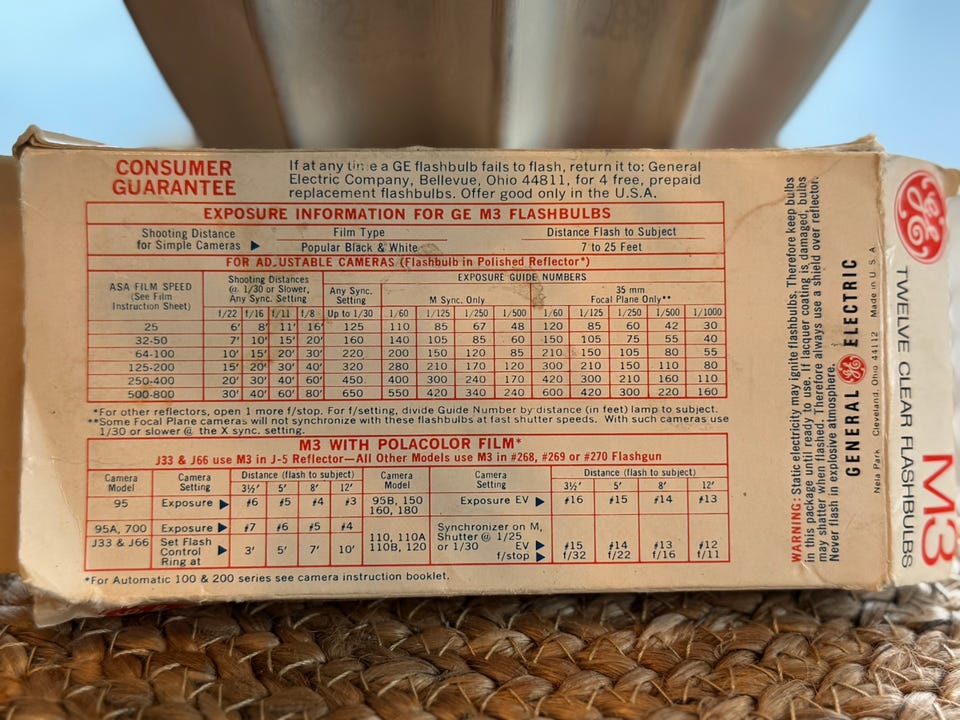 CONSUMER
GUARANTEE
If at any time a GE flashbulb fails to flash, return it to: General
Electric Company, Bellevue, Ohio 44811, for 4 free, prepaid
replacement flashbulbs. Offer good only in the U.S.A.
EXPOSURE INFORMATION FOR GE M3 FLASHBULBS
Shooting Distance for Simple Cameras ▶ Film Type Distance Flash to Subject
Popular Black & White 7 to 25 Feet
FOR ADJUSTABLE CAMERAS (Flashbulb in Polished Reflector*)
ASA FILM SPEED (See Film Instruction Sheet) Shooting Distances @ 1/30 or Slower, Any Sync. Setting EXPOSURE GUIDE NUMBERS
Any Sync. Setting M Sync. Only 35 mm Focal Plane Only**
f/22 f/16 f/11 f/8 Up to 1/30 1/60 1/125 1/250 1/500 1/60 1/125 1/250 1/500 1/1000
25 6' 8' 11' 16' 125 110 85 67 48 120 85 60 42 30
32-50 7' 10' 15' 20' 160 140 105 85 60 150 105 75 55 40
64-100 10' 15' 20' 30' 220 200 150 120 85 210 150 105 80 55
125-200 15' 20' 30' 40' 320 280 210 170 120 300 210 150 110 80
250-400 20' 30' 40' 60' 450 400 300 240 170 420 300 210 160 110
500-800 30' 40' 60' 80' 650 550 420 340 240 600 420 300 220 160
*For other reflectors, open 1 more f/stop. For f/setting, divide Guide Number by distance (in feet) lamp to subject.
**Some Focal Plane cameras will not synchronize with these flashbulbs at fast shutter speeds. With such cameras use
1/30 or slower @ the X sync. setting.
M3 WITH POLACOLOR FILM*
J33 & J66 use M3 in J-5 Reflector—All Other Models use M3 in #268, #269 or #270 Flashgun
Camera Model Camera Setting Distance (flash to subject) Camera Model Camera Setting Distance (flash to subject)
3½' 5' 8' 12' 3½' 5' 8' 12'
95 Exposure ▶ #6 #5 #4 #3 95B, 150 160, 180 Exposure EV ▶ #16 #15 #14 #13
95A, 700 Exposure ▶ #7 #6 #5 #4
J33 & J66 Set Flash Control Ring at ▶ 3' 5' 7' 10'
110, 110A 110B, 120 Synchronizer on M, Shutter @ 1/25 or 1/30 EV ▶ #15 #14 #13 #12
f/stop ▶ f/32 f/22 f/16 f/11
*For Automatic 100 & 200 series see camera instruction booklet.
WARNING: Static electricity may ignite flashbulbs. Therefore keep bulbs
in this package until ready to use. If lacquer coating is damaged, bulbs
may shatter when flashed. Therefore always use a shield over reflector.
Never flash in explosive atmosphere.
GENERAL GE ELECTRIC
Nela Park Cleveland, Ohio 44112 Made in U.S.A.
GE
TWELVE CLEAR FLASHBULBS
M3